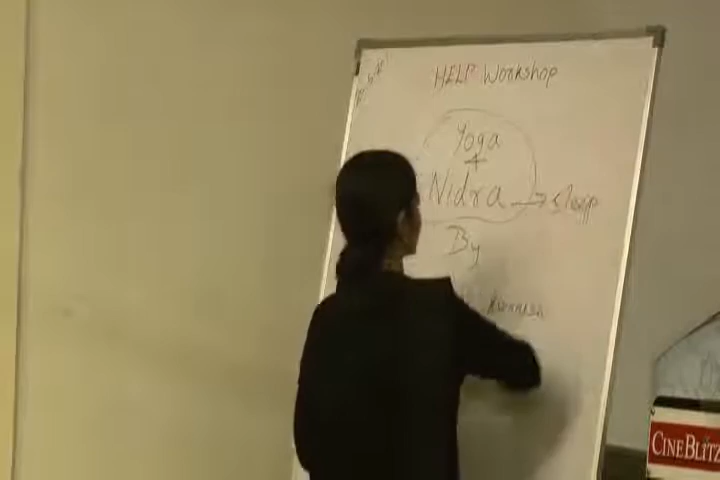 HELP Workshop
Yoga
+
Nidra → Sleep
By
CINEBLITZ